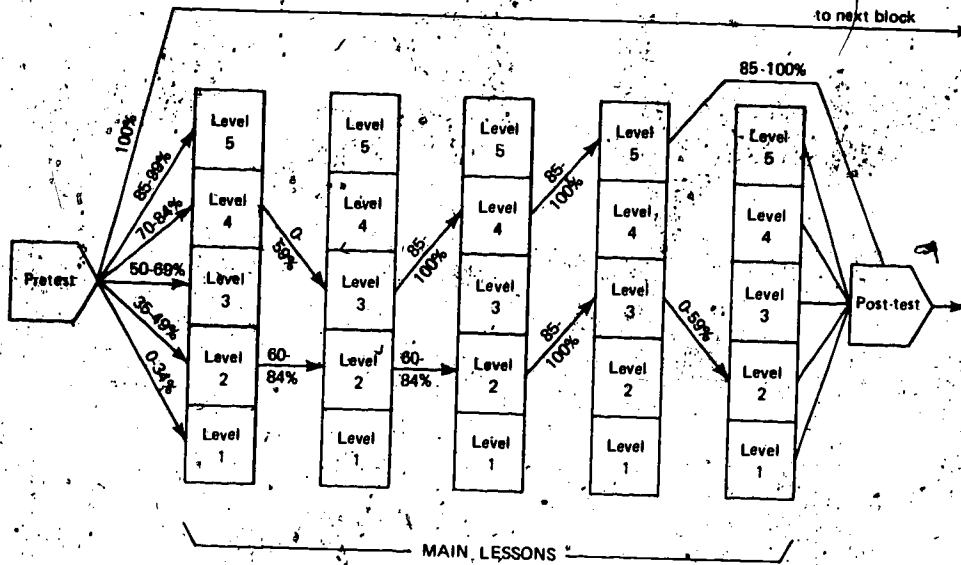 to next block
100%
85-99%
70-84%
50-69%
35-49%
0-34%
Pretest
Level
5
Level
4
Level
3
Level
2
Level
1
0-
59%
60-
84%
Level
5
Level
4
Level
3
Level
2
Level
1
85-
100%
60-
84%
Level
5
Level
4
Level
3
Level
2
Level
1
85-
100%
85-
100%
Level
5
Level
4
Level
3
Level
2
Level
1
85-100%
0-59%
Level
5
Level
4
Level
3
Level
2
Level
1
Post-test
MAIN LESSONS